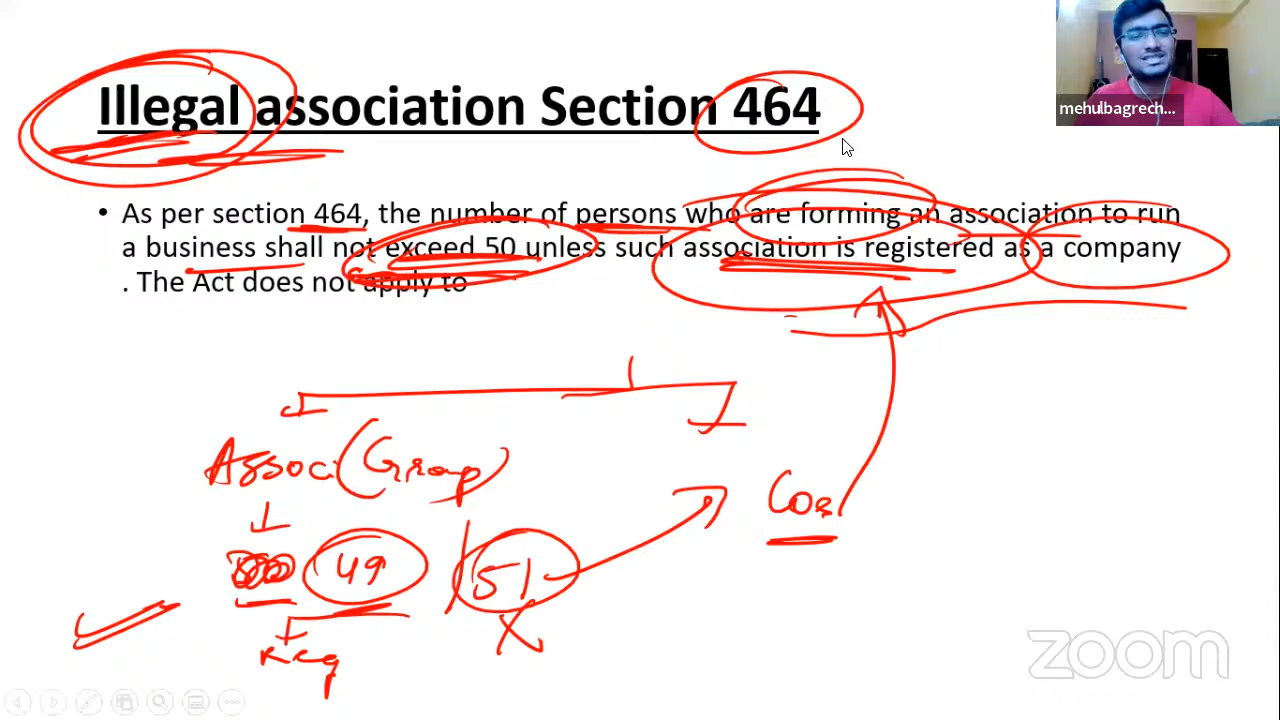 Illegal association Section 464
mehulbagrech...
• As per section 464, the number of persons who are forming an association to run
a business shall not exceed 50 unless such association is registered as a company
. The Act does not apply to
Associ (Group)
Cos
49 51
Reg
zoom